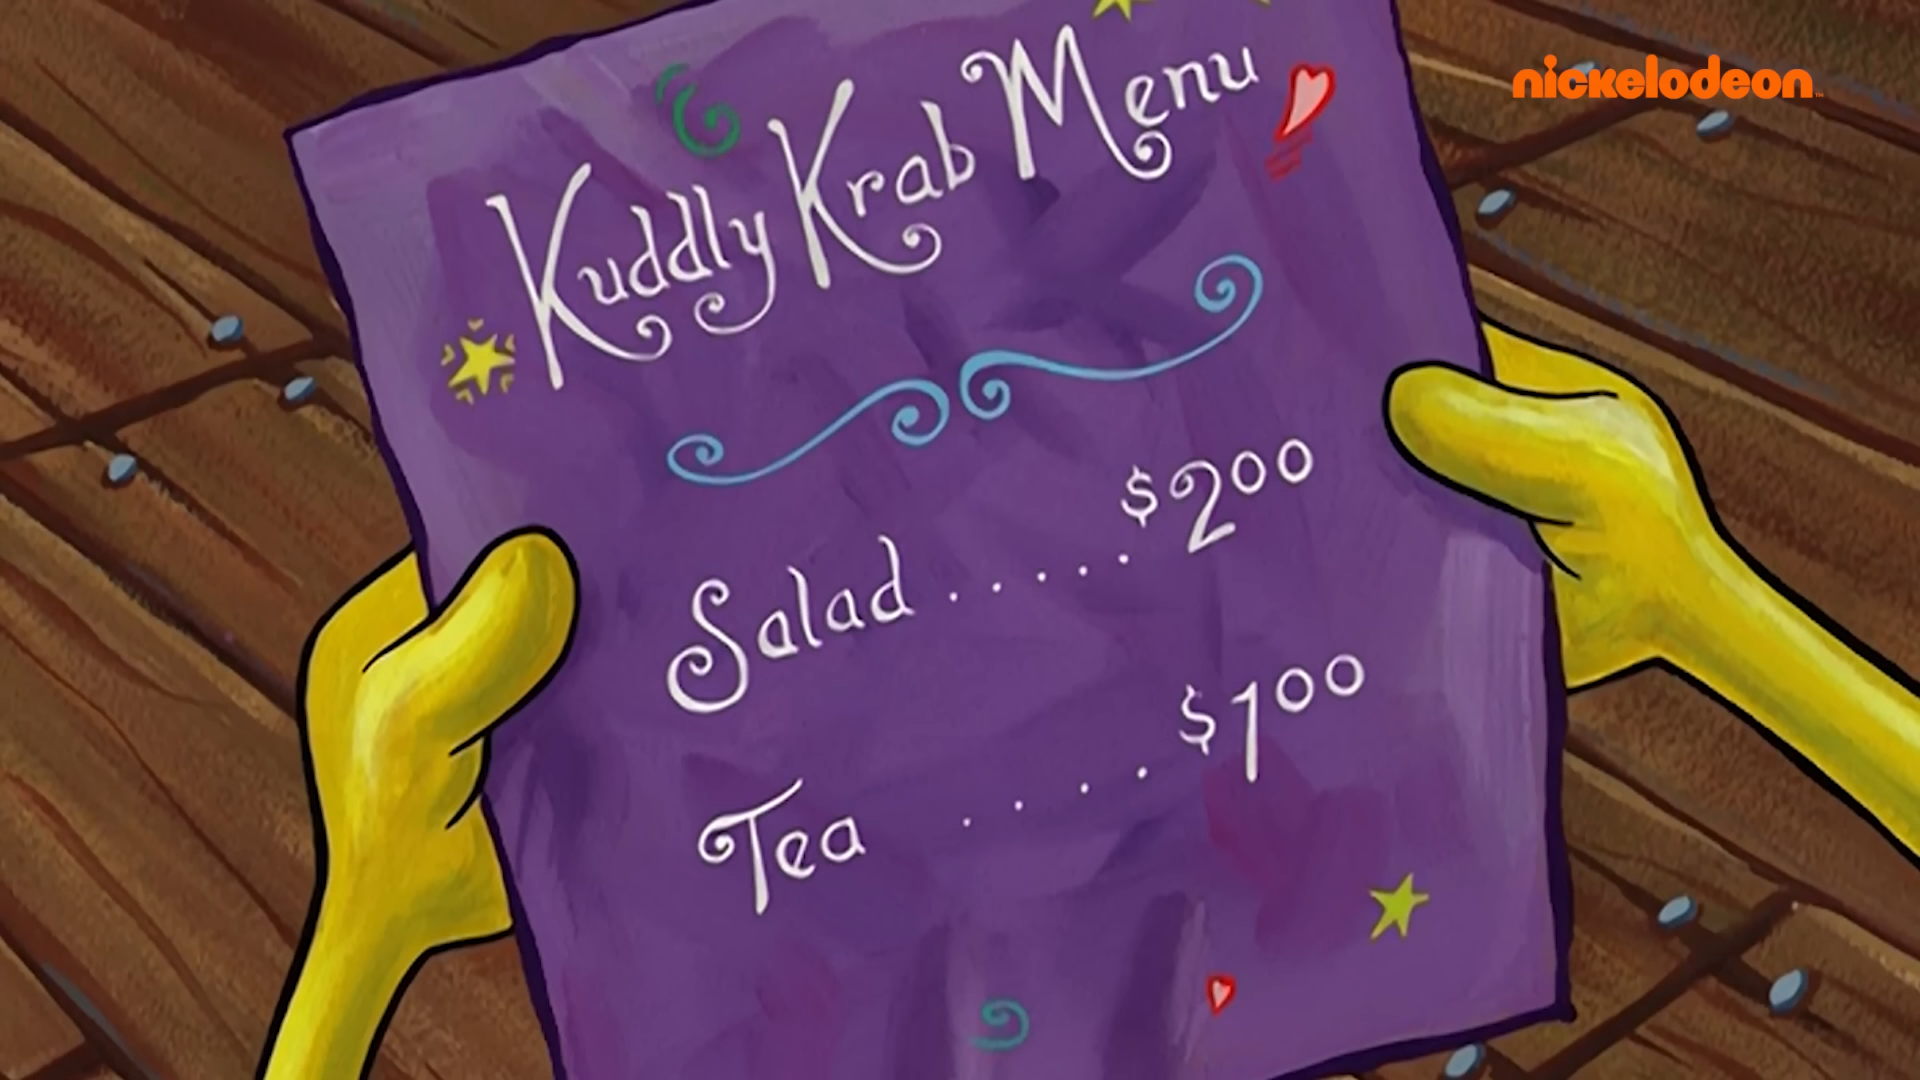 nickelodeon
Kuddly Krab Menu
Salad ..... $200
Tea .... $100